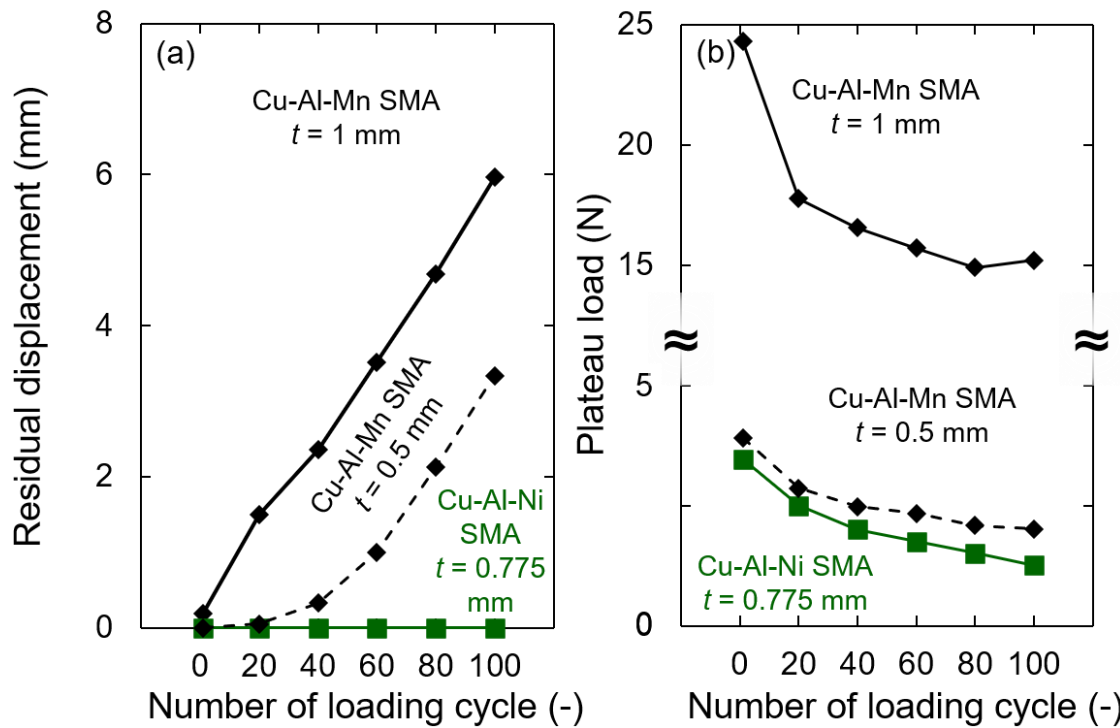 (a)
Cu-Al-Mn SMA
t = 1 mm
Cu-Al-Mn SMA
t = 0.5 mm
Cu-Al-Ni
SMA
t = 0.775
mm
Residual displacement (mm)
8
6
4
2
0
0 20 40 60 80 100
Number of loading cycle (-)
(b)
Cu-Al-Mn SMA
t = 1 mm
Cu-Al-Mn SMA
t = 0.5 mm
Cu-Al-Ni SMA
t = 0.775 mm
Plateau load (N)
25
25
15
5
0
≈ ≈
0 20 40 60 80 100
Number of loading cycle (-)